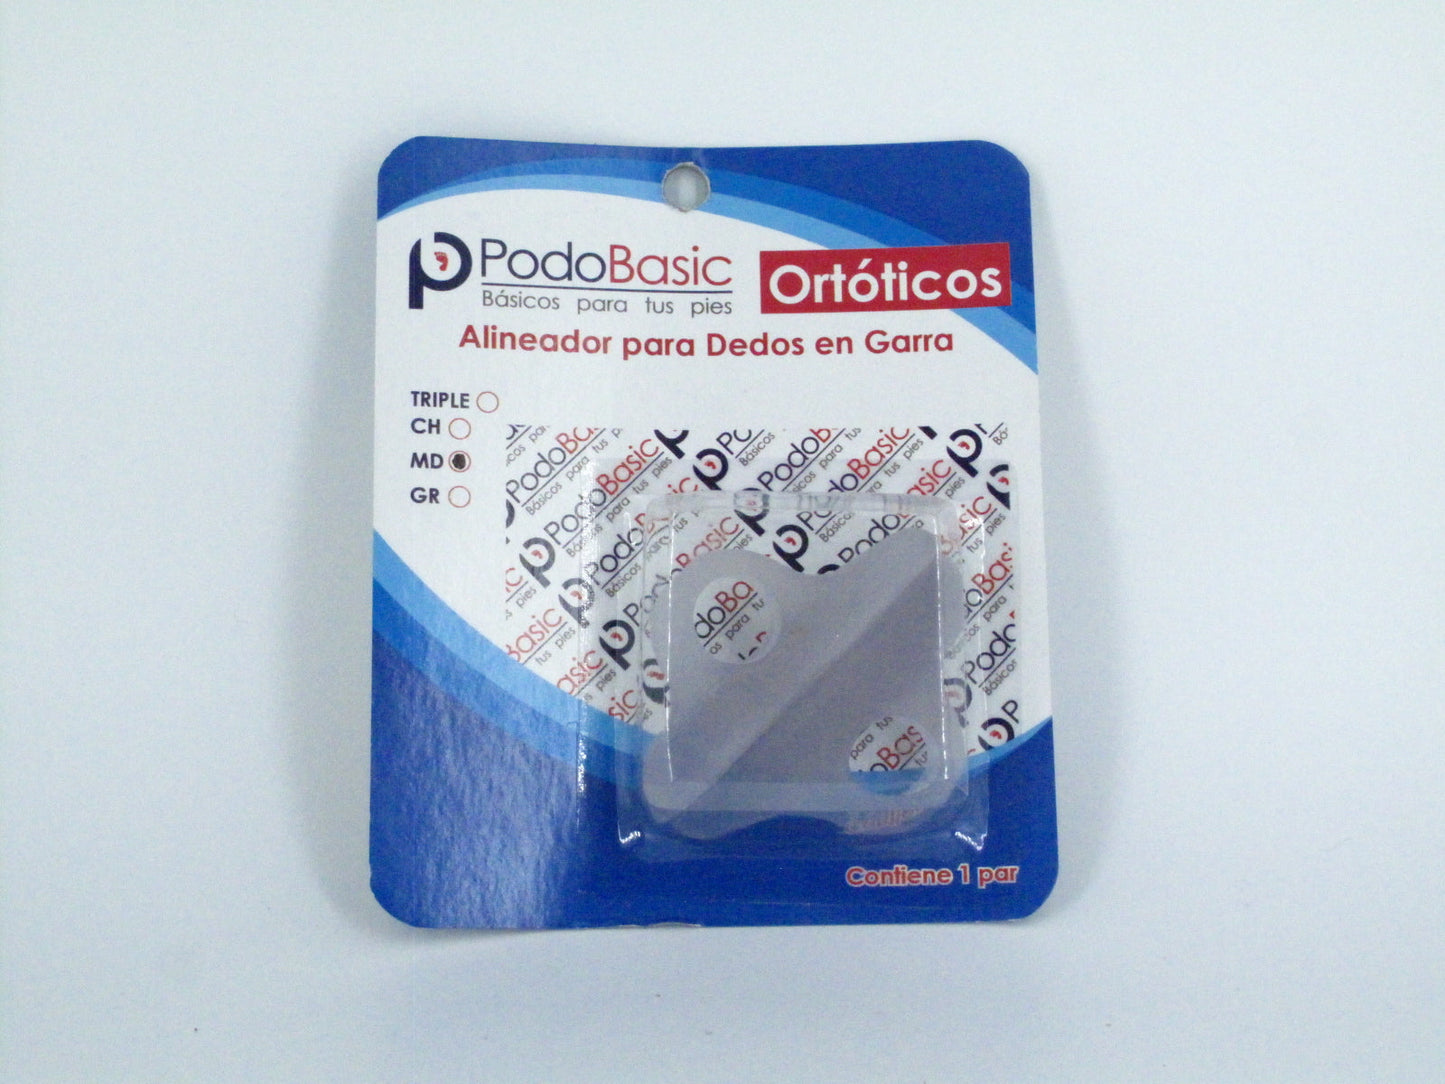 PodoBasic
Básicos para tus pies
Ortóticos
Alineador para Dedos en Garra
TRIPLE
CH
MD
GR
Contiene 1 par